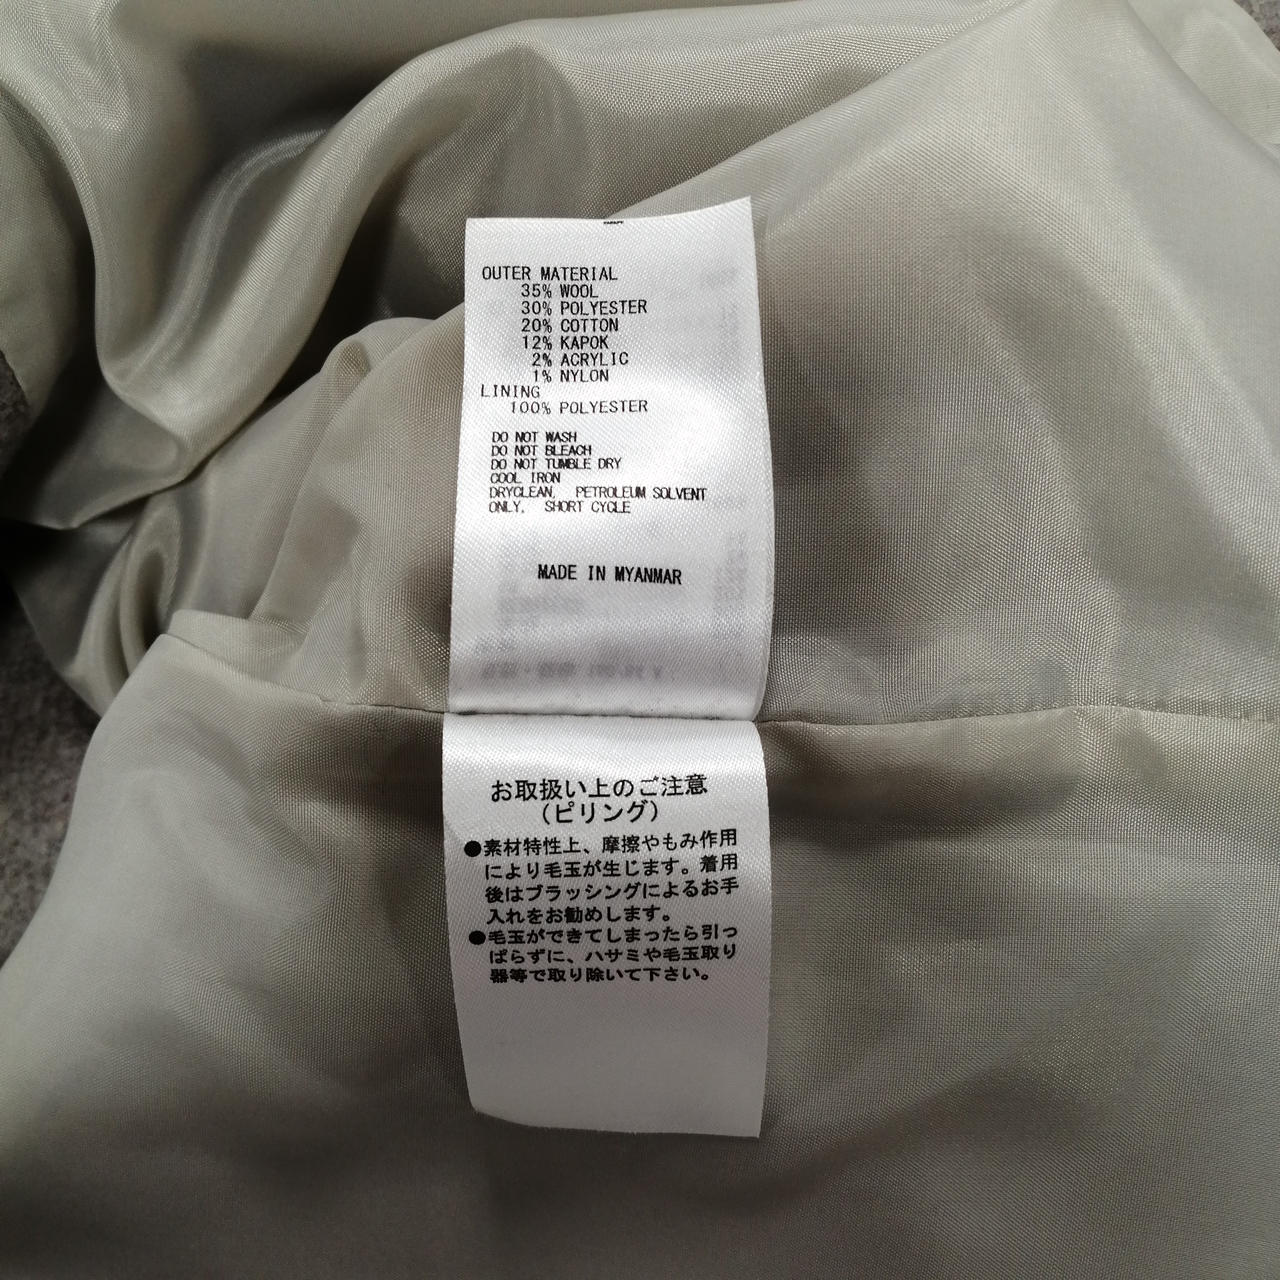 OUTER MATERIAL
35% WOOL
30% POLYESTER
20% COTTON
12% KAPOK
2% ACRYLIC
1% NYLON
LINING
100% POLYESTER
DO NOT WASH
DO NOT BLEACH
DO NOT TUMBLE DRY
COOL IRON
DRYCLEAN, PETROLEUM SOLVENT
ONLY, SHORT CYCLE
MADE IN MYANMAR
お取扱い上のご注意
(ピリング)
●素材特性上、摩擦やもみ作用
により毛玉が生じます。着用
後はブラッシングによるお手
入れをお勧めします。
●毛玉ができてしまったら引っ
ぱらずに、ハサミや毛玉取り
器等で取り除いて下さい。